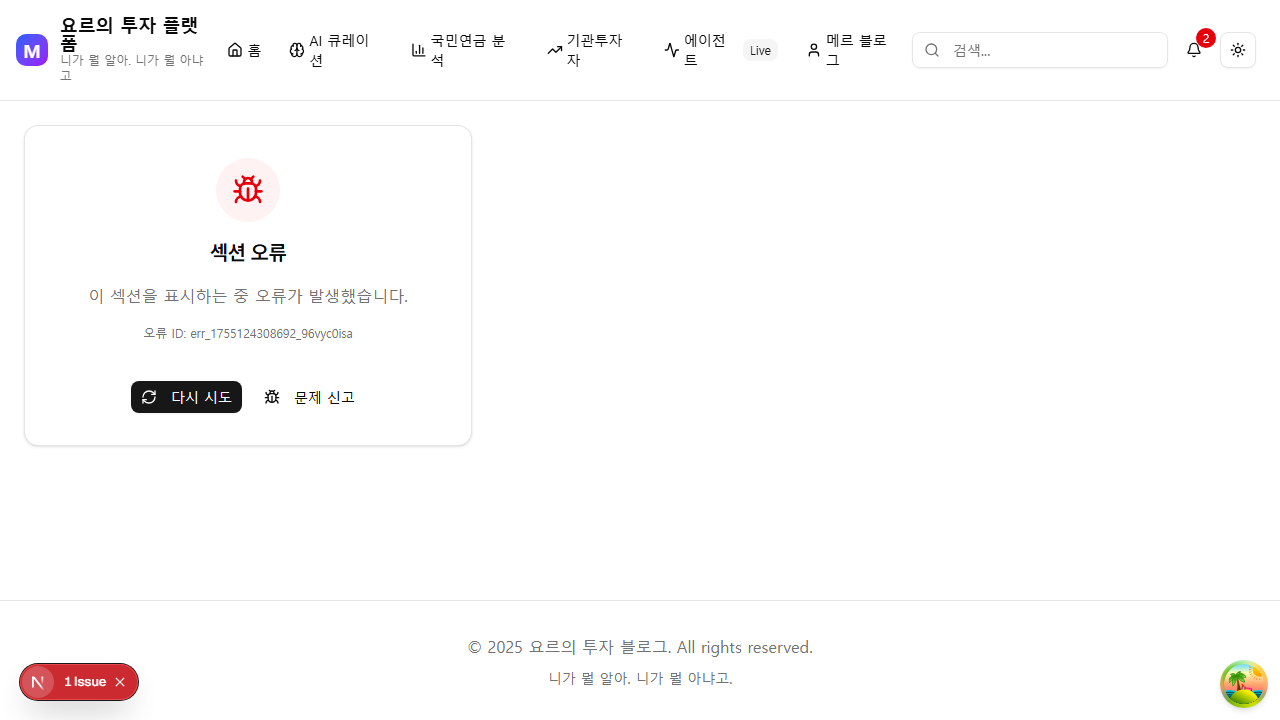 M
요르의 투자 플랫
폼
니가 뭘 알아. 니가 뭘 아냐
고
홈
AI 큐레이
션
국민연금 분
석
기관투자
자
에이전
트
Live
메르 블로
그
검색...
2
섹션 오류
이 섹션을 표시하는 중 오류가 발생했습니다.
오류 ID: err_1755124308692_96vyc0isa
다시 시도
문제 신고
© 2025 요르의 투자 블로그. All rights reserved.
니가 뭘 알아. 니가 뭘 아냐고.
N
1 Issue